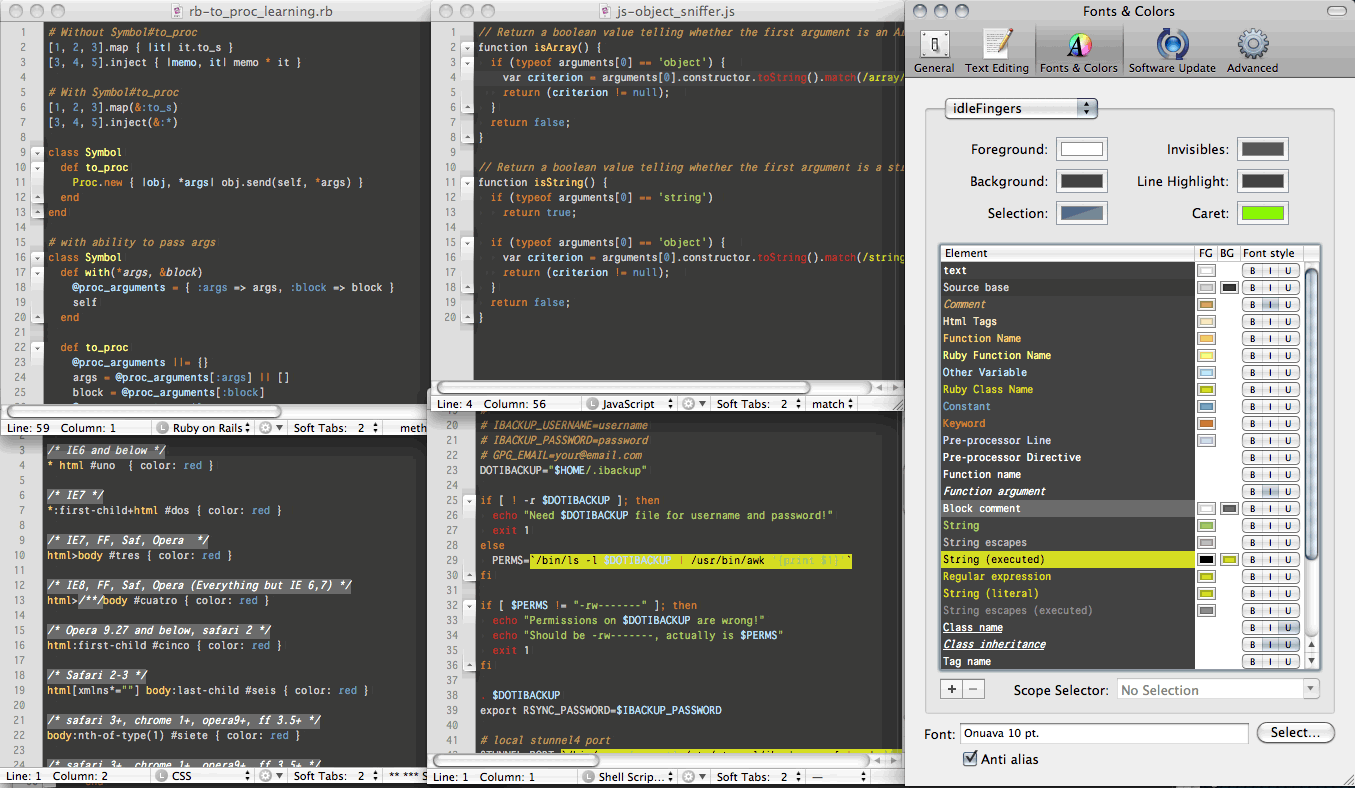 rb-to_proc_learning.rb
1 # Without Symbol#to_proc
2 [1, 2, 3].map { |it| it.to_s }
3 [3, 4, 5].inject { |memo, it| memo * it }
4
5 # With Symbol#to_proc
6 [1, 2, 3].map(&:to_s)
7 [3, 4, 5].inject(&:*)
8
9 class Symbol
10 def to_proc
11 Proc.new { |obj, *args| obj.send(self, *args) }
12 end
13 end
14
15 # with ability to pass args
16 class Symbol
17 def with(*args, &block)
18 @proc_arguments = { :args => args, :block => block }
19 self
20 end
21
22 def to_proc
23 @proc_arguments ||= {}
24 args = @proc_arguments[:args] || []
25 block = @proc_arguments[:block]
Line: 59 Column: 1 L Ruby on Rails Soft Tabs: 2 meth
3 /* IE6 and below */
4 * html #uno { color: red }
5
6 /* IE7 */
7 *:first-child+html #dos { color: red }
8
9 /* IE7, FF, Saf, Opera */
10 html>body #tres { color: red }
11
12 /* IE8, FF, Saf, Opera (Everything but IE 6,7) */
13 html>/**/body #cuatro { color: red }
14
15 /* Opera 9.27 and below, safari 2 */
16 html:first-child #cinco { color: red }
17
18 /* Safari 2-3 */
19 html[xmlns*=""] body:last-child #seis { color: red }
20
21 /* safari 3+, chrome 1+, opera9+, ff 3.5+ */
22 body:nth-of-type(1) #siete { color: red }
23
24 /* safari 3+, chrome 1+, opera9+, ff 3.5+ */
Line: 1 Column: 2 L CSS Soft Tabs: 2 ** *** S
js-object_sniffer.js
1 // Return a boolean value telling whether the first argument is an A
2 function isArray() {
3 if (typeof arguments[0] == 'object') {
4 var criterion = arguments[0].constructor.toString().match(/array/
5 return (criterion != null);
6 }
7 return false;
8 }
9
10 // Return a boolean value telling whether the first argument is a st
11 function isString() {
12 if (typeof arguments[0] == 'string')
13 return true;
14
15 if (typeof arguments[0] == 'object') {
16 var criterion = arguments[0].constructor.toString().match(/string
17 return (criterion != null);
18 }
19 return false;
20 }
Line: 4 Column: 56 L JavaScript Soft Tabs: 2 match
19 #
20 # IBACKUP_USERNAME=username
21 # IBACKUP_PASSWORD=password
22 # GPG_EMAIL=your@email.com
23 DOTIBACKUP="$HOME/.ibackup"
24
25 if [ ! -r $DOTIBACKUP ]; then
26 echo "Need $DOTIBACKUP file for username and password!"
27 exit 1
28 else
29 PERMS=`/bin/ls -l $DOTIBACKUP | /usr/bin/awk '{print $1}'`
30 fi
31
32 if [ $PERMS != "-rw-------" ]; then
33 echo "Permissions on $DOTIBACKUP are wrong!"
34 echo "Should be -rw-------, actually is $PERMS"
35 exit 1
36 fi
37
38 . $DOTIBACKUP
39 export RSYNC_PASSWORD=$IBACKUP_PASSWORD
40
41 # local stunnel4 port
Line: 1 Column: 1 L Shell Scrip... Soft Tabs: 2 —
Fonts & Colors
General Text Editing Fonts & Colors Software Update Advanced
idleFingers
Foreground: Invisibles:
Background: Line Highlight:
Selection: Caret:
Element FG BG Font style
text B I U
Source base B I U
Comment B I U
Html Tags B I U
Function Name B I U
Ruby Function Name B I U
Other Variable B I U
Ruby Class Name B I U
Constant B I U
Keyword B I U
Pre-processor Line B I U
Pre-processor Directive B I U
Function name B I U
Function argument B I U
Block comment B I U
String B I U
String escapes B I U
String (executed) B I U
Regular expression B I U
String (literal) B I U
String escapes (executed) B I U
Class name B I U
Class inheritance B I U
Tag name B I U
+ − Scope Selector: No Selection
Font: Onuava 10 pt. Select...
Anti alias